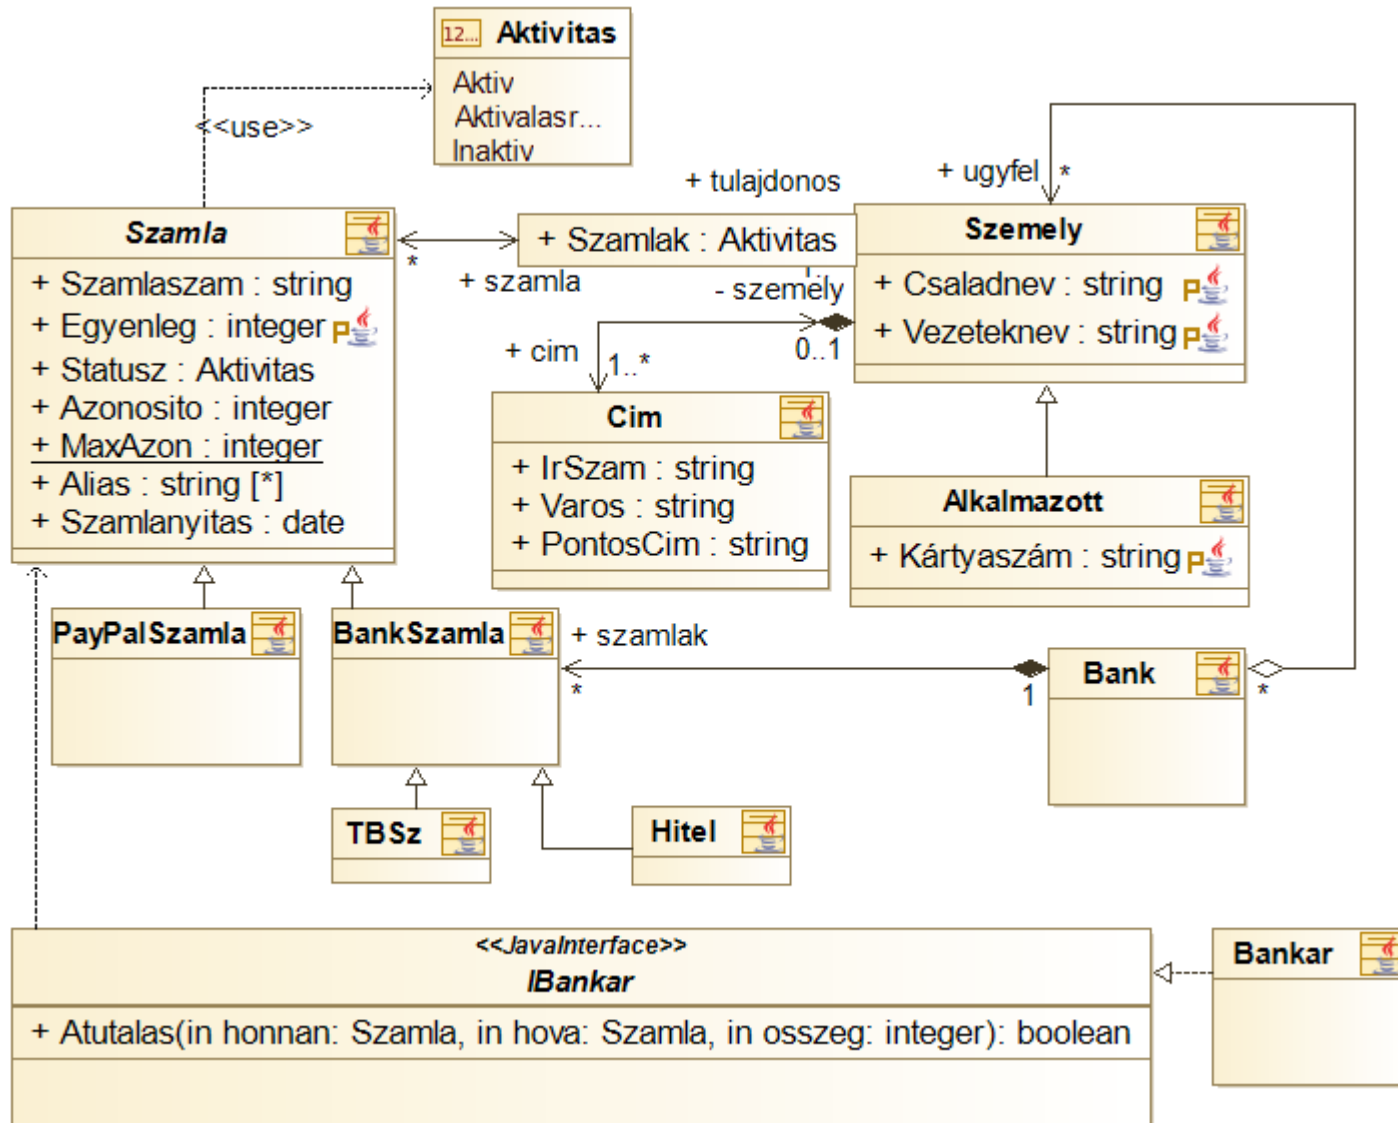 12... Aktivitas
Aktiv
Aktivalasr...
Inaktiv
<<use>>
+ tulajdonos
+ ugyfel
*
Szamla
+ Szamlaszam : string
+ Egyenleg : integer P
+ Statusz : Aktivitas
+ Azonosito : integer
+ MaxAzon : integer
+ Alias : string [*]
+ Szamlanyitas : date
*
+ szamla
+ Szamlak : Aktivitas
- személy
0..1
+ cim
1..*
Szemely
+ Csaladnev : string P
+ Vezeteknev : string P
Cim
+ IrSzam : string
+ Varos : string
+ PontosCim : string
Alkalmazott
+ Kártyaszám : string P
PayPalSzamla
BankSzamla
+ szamlak
*
1
Bank
*
TBSz
Hitel
<<JavaInterface>>
IBankar
+ Atutalas(in honnan: Szamla, in hova: Szamla, in osszeg: integer): boolean
Bankar